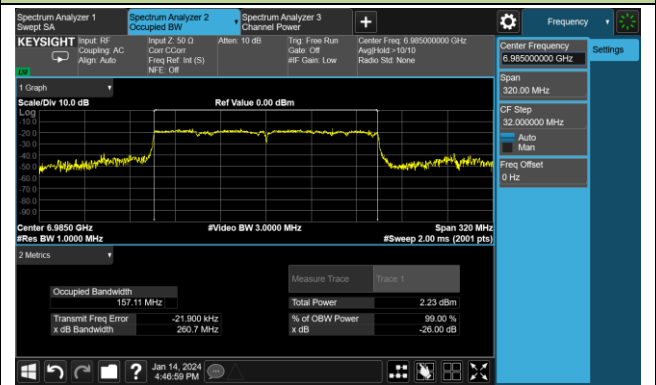 Spectrum Analyzer 1
Swept SA
Spectrum Analyzer 2
Occupied BW
Spectrum Analyzer 3
Channel Power
Frequency
KEYSIGHT
Input: RF
Coupling: AC
Align: Auto
Input Z: 50 Ω
Corr CCorr
Freq Ref: Int (S)
NFE: Off
Atten: 10 dB
Trig: Free Run
Gate: Off
#IF Gain: Low
Center Freq: 6.985000000 GHz
Avg|Hold:>10/10
Radio Std: None
Center Frequency
6.985000000 GHz
Settings
Span
320.00 MHz
CF Step
32.000000 MHz
Auto
Man
Freq Offset
0 Hz
LW
1 Graph
Scale/Div 10.0 dB
Ref Value 0.00 dBm
Log
-10.0
-20.0
-30.0
-40.0
-50.0
-60.0
-70.0
-80.0
-90.0
Center 6.9850 GHz
#Video BW 3.0000 MHz
Span 320 MHz
#Res BW 1.0000 MHz
#Sweep 2.00 ms (2001 pts)
2 Metrics
Measure Trace
Trace 1
Occupied Bandwidth
157.11 MHz
Total Power
2.23 dBm
Transmit Freq Error
-21.900 kHz
% of OBW Power
99.00 %
x dB Bandwidth
260.7 MHz
x dB
-26.00 dB
Jan 14, 2024
4:46:59 PM